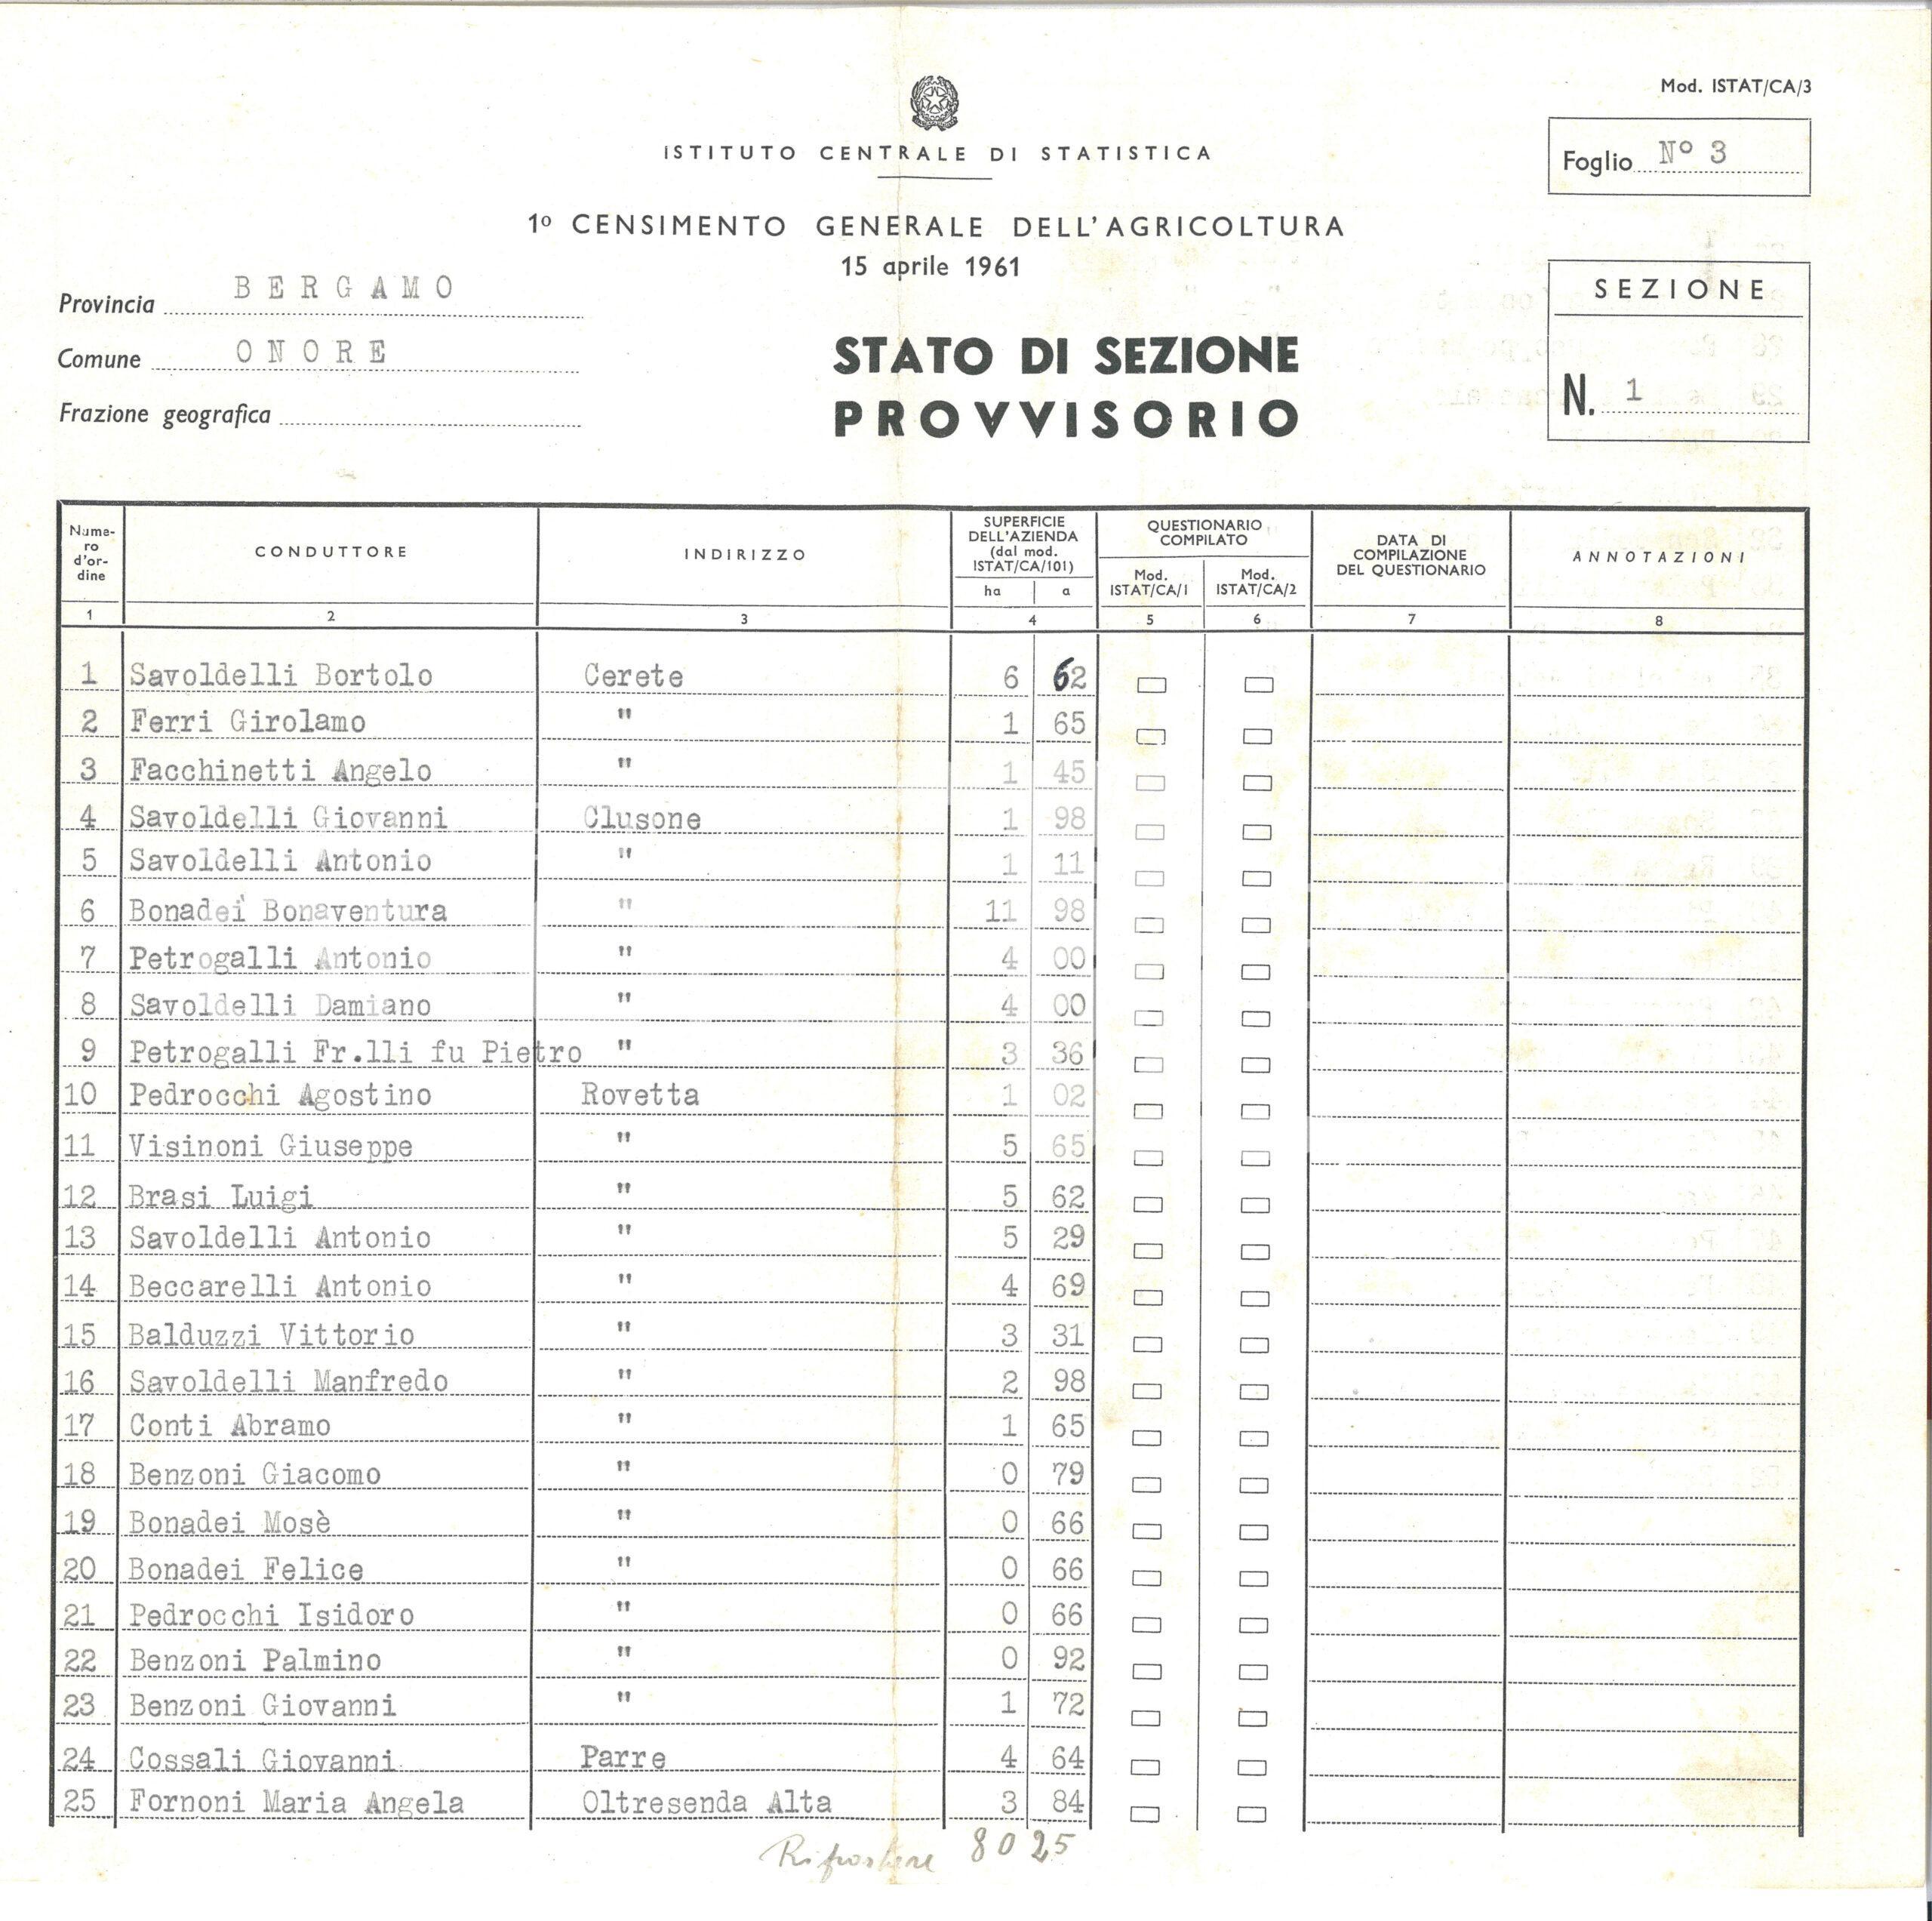 Mod. ISTAT/CA/3
ISTITUTO CENTRALE DI STATISTICA
Foglio N° 3
1° CENSIMENTO GENERALE DELL'AGRICOLTURA
15 aprile 1961
Provincia BERGAMO
Comune ONORE
Frazione geografica
STATO DI SEZIONE
PROVVISORIO
SEZIONE
N. 1
Nume-
ro
d'or-
dine
CONDUTTORE
INDIRIZZO
SUPERFICIE
DELL'AZIENDA
(dal mod.
ISTAT/CA/101)
ha a
QUESTIONARIO
COMPILATO
Mod.
ISTAT/CA/1
Mod.
ISTAT/CA/2
DATA DI
COMPILAZIONE
DEL QUESTIONARIO
ANNOTAZIONI
1 2 3 4 5 6 7 8
1 Savoldelli Bortolo Cerete 6 62
2 Ferri Girolamo " 1 65
3 Facchinetti Angelo " 1 45
4 Savoldelli Giovanni Clusone 1 98
5 Savoldelli Antonio " 1 11
6 Bonadei Bonaventura " 11 98
7 Petrogalli Antonio " 4 00
8 Savoldelli Damiano " 4 00
9 Petrogalli Fr.lli fu Pietro " 3 36
10 Pedrocchi Agostino Rovetta 1 02
11 Visinoni Giuseppe " 5 65
12 Brasi Luigi " 5 62
13 Savoldelli Antonio " 5 29
14 Beccarelli Antonio " 4 69
15 Balduzzi Vittorio " 3 31
16 Savoldelli Manfredo " 2 98
17 Conti Abramo " 1 65
18 Benzoni Giacomo " 0 79
19 Bonadei Mosè " 0 66
20 Bonadei Felice " 0 66
21 Pedrocchi Isidoro " 0 66
22 Benzoni Palmino " 0 92
23 Benzoni Giovanni " 1 72
24 Cossali Giovanni Parre 4 64
25 Fornoni Maria Angela Oltresenda Alta 3 84
80 25